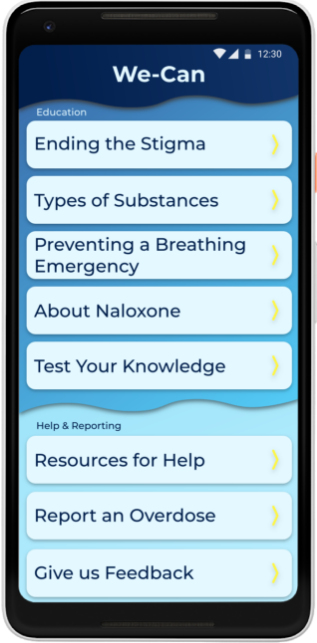 12:30
We-Can
Education
Ending the Stigma
Types of Substances
Preventing a Breathing
Emergency
About Naloxone
Test Your Knowledge
Help & Reporting
Resources for Help
Report an Overdose
Give us Feedback